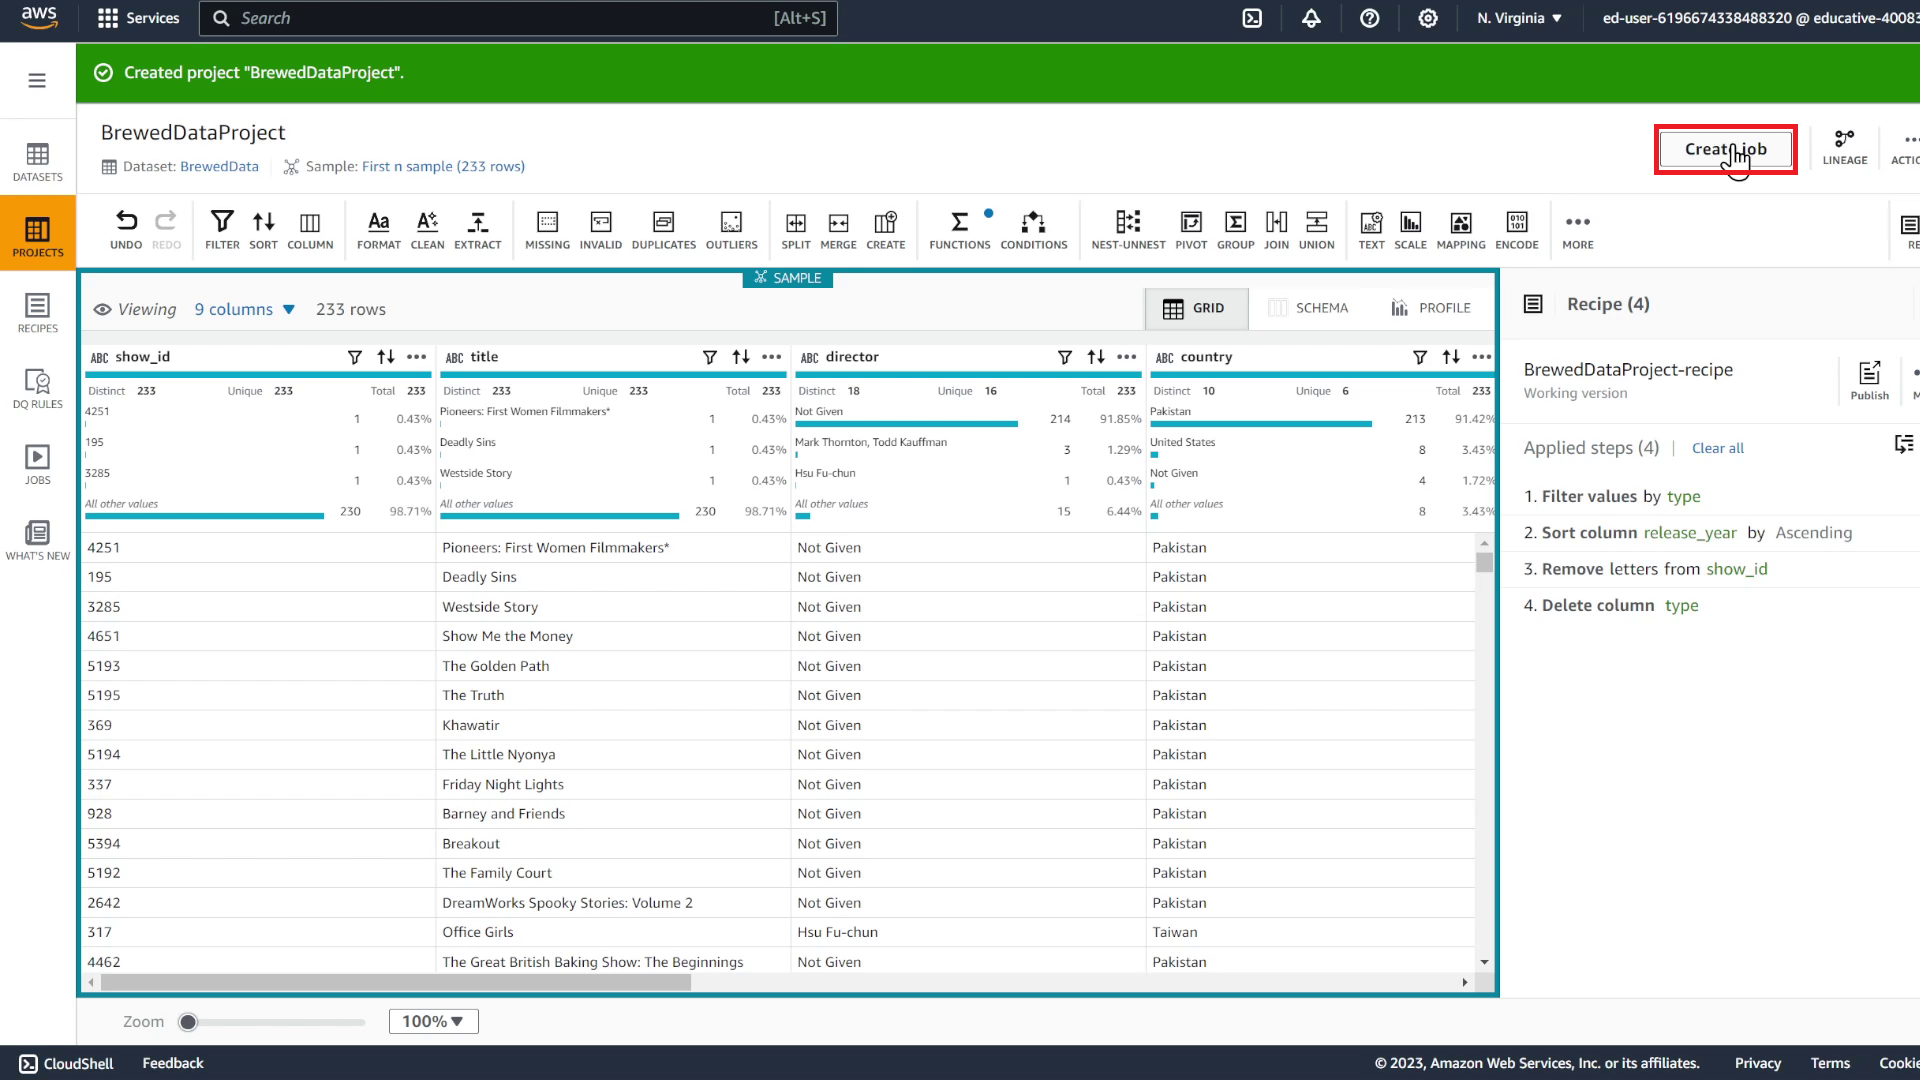 aws
Services
Search [Alt+S]
N. Virginia ▼
ed-user-6196674338488320 @ educative-40083
Created project "BrewedDataProject".
BrewedDataProject
Dataset: BrewedData
Sample: First n sample (233 rows)
Create job
LINEAGE
ACTIO
DATASETS
PROJECTS
RECIPES
DQ RULES
JOBS
WHAT'S NEW
UNDO REDO FILTER SORT COLUMN FORMAT CLEAN EXTRACT MISSING INVALID DUPLICATES OUTLIERS SPLIT MERGE CREATE FUNCTIONS CONDITIONS NEST-UNNEST PIVOT GROUP JOIN UNION TEXT SCALE MAPPING ENCODE MORE RE
SAMPLE
Viewing 9 columns ▼ 233 rows
GRID SCHEMA PROFILE
ABC show_id ABC title ABC director ABC country
Distinct 233 Unique 233 Total 233 Distinct 233 Unique 233 Total 233 Distinct 18 Unique 16 Total 233 Distinct 10 Unique 6 Total 233
4251 1 0.43% Pioneers: First Women Filmmakers* 1 0.43% Not Given 214 91.85% Pakistan 213 91.42%
195 1 0.43% Deadly Sins 1 0.43% Mark Thornton, Todd Kauffman 3 1.29% United States 8 3.43%
3285 1 0.43% Westside Story 1 0.43% Hsu Fu-chun 1 0.43% Not Given 4 1.72%
All other values 230 98.71% All other values 230 98.71% All other values 15 6.44% All other values 8 3.43%
4251 Pioneers: First Women Filmmakers* Not Given Pakistan
195 Deadly Sins Not Given Pakistan
3285 Westside Story Not Given Pakistan
4651 Show Me the Money Not Given Pakistan
5193 The Golden Path Not Given Pakistan
5195 The Truth Not Given Pakistan
369 Khawatir Not Given Pakistan
5194 The Little Nyonya Not Given Pakistan
337 Friday Night Lights Not Given Pakistan
928 Barney and Friends Not Given Pakistan
5394 Breakout Not Given Pakistan
5192 The Family Court Not Given Pakistan
2642 DreamWorks Spooky Stories: Volume 2 Not Given Pakistan
317 Office Girls Hsu Fu-chun Taiwan
4462 The Great British Baking Show: The Beginnings Not Given Pakistan
Recipe (4)
BrewedDataProject-recipe
Working version
Publish
M
Applied steps (4) | Clear all
1. Filter values by type
2. Sort column release_year by Ascending
3. Remove letters from show_id
4. Delete column type
Zoom 100% ▼
CloudShell
Feedback
© 2023, Amazon Web Services, Inc. or its affiliates.
Privacy
Terms
Cookie